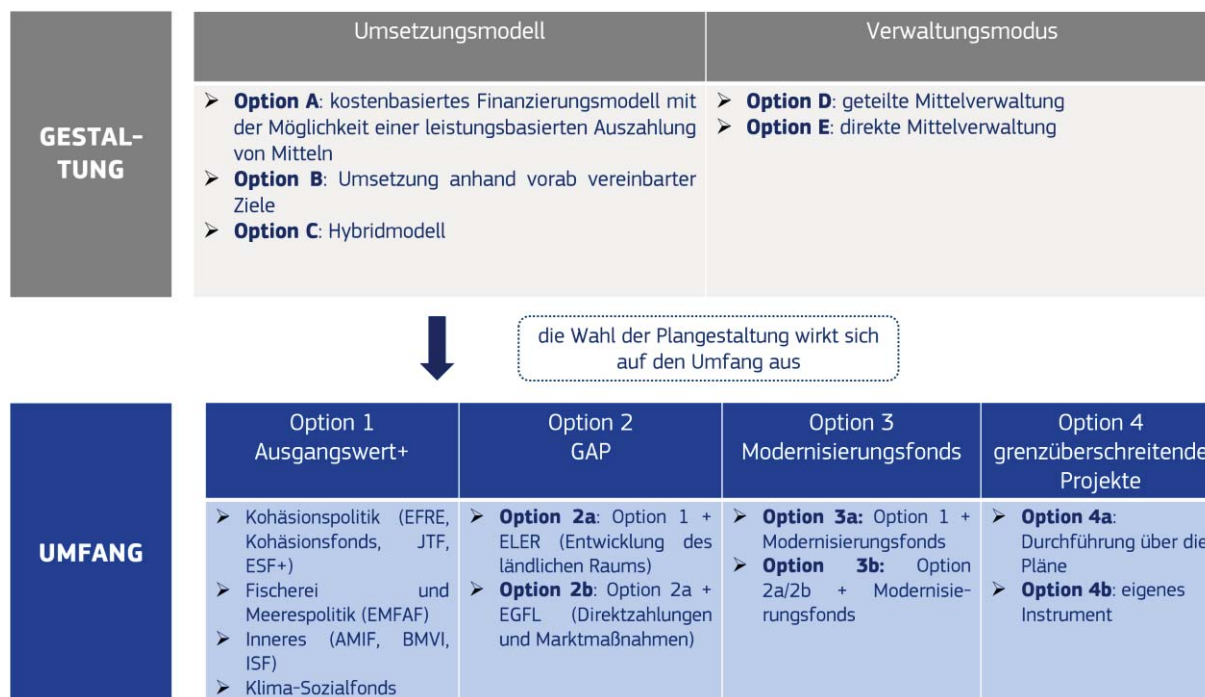 Umsetzungsmodell
Verwaltungsmodus
GESTAL-
TUNG
➢ Option A: kostenbasiertes Finanzierungsmodell mit
der Möglichkeit einer leistungsbasierten Auszahlung
von Mitteln
➢ Option B: Umsetzung anhand vorab vereinbarter
Ziele
➢ Option C: Hybridmodell
➢ Option D: geteilte Mittelverwaltung
➢ Option E: direkte Mittelverwaltung
die Wahl der Plangestaltung wirkt sich
auf den Umfang aus
UMFANG
Option 1
Ausgangswert+
➢ Kohäsionspolitik (EFRE,
Kohäsionsfonds, JTF,
ESF+)
➢ Fischerei und
Meerespolitik (EMFAF)
➢ Inneres (AMIF, BMVI,
ISF)
➢ Klima-Sozialfonds
Option 2
GAP
➢ Option 2a: Option 1 +
ELER (Entwicklung des
ländlichen Raums)
➢ Option 2b: Option 2a +
EGFL (Direktzahlungen
und Marktmaßnahmen)
Option 3
Modernisierungsfonds
➢ Option 3a: Option 1 +
Modernisierungsfonds
➢ Option 3b: Option
2a/2b + Modernisie-
rungsfonds
Option 4
grenzüberschreitende
Projekte
➢ Option 4a:
Durchführung über die
Pläne
➢ Option 4b: eigenes
Instrument